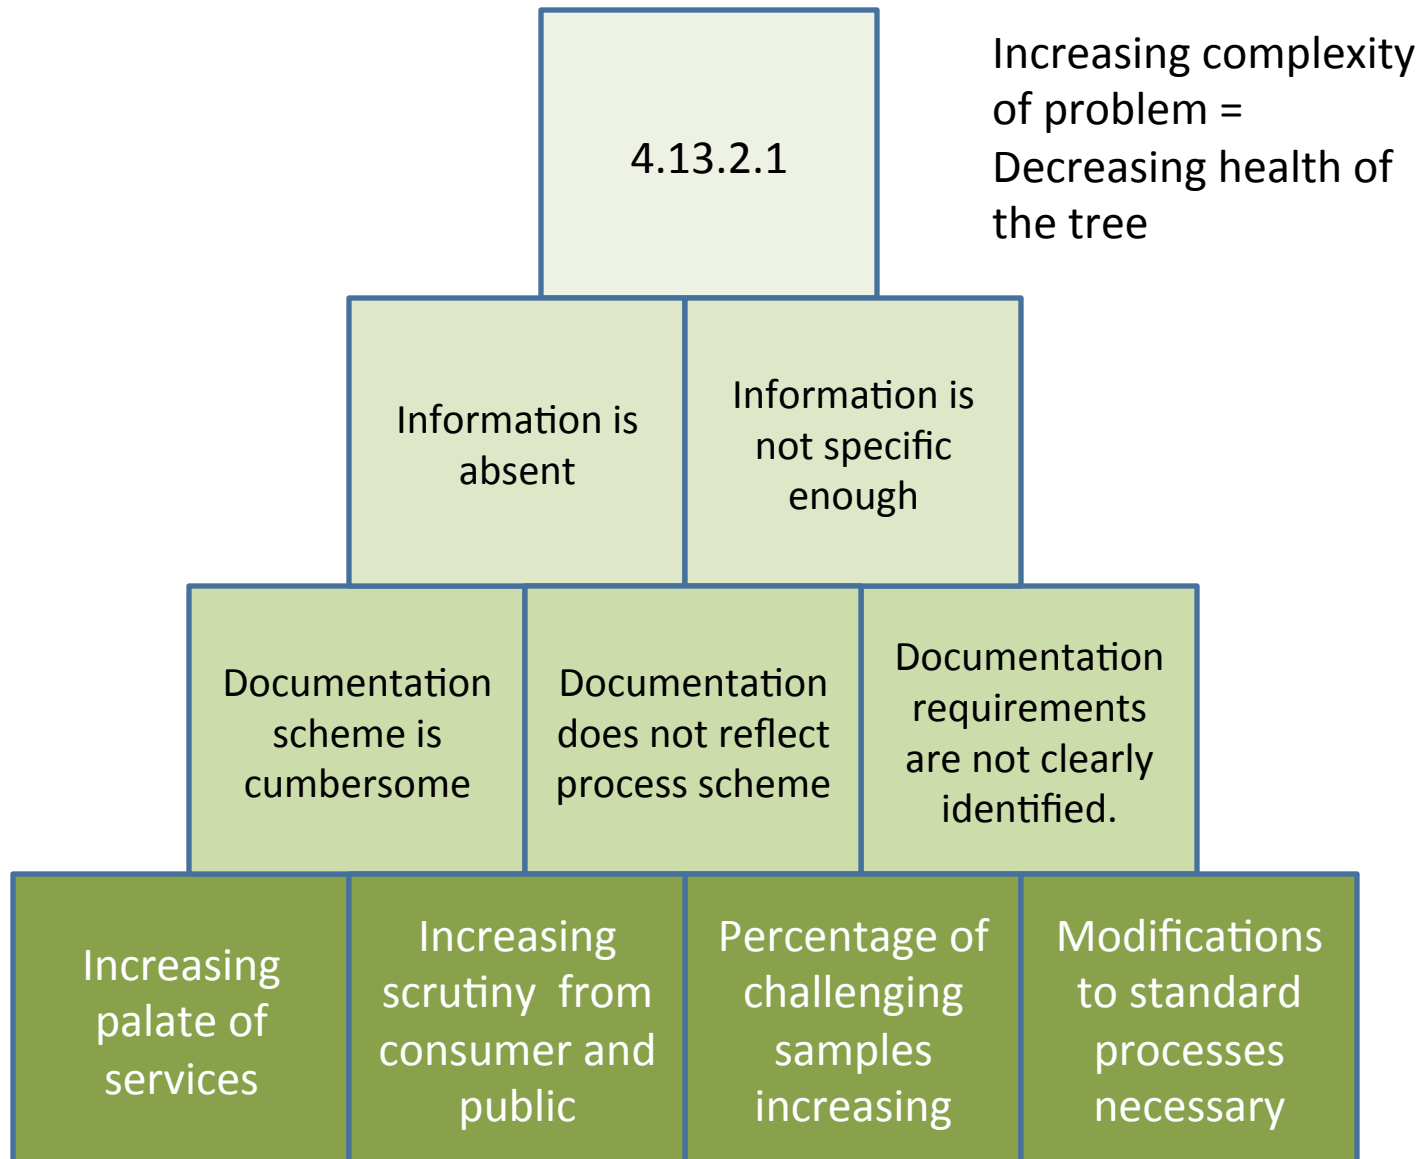 4.13.2.1
Increasing complexity
of problem =
Decreasing health of
the tree
Information is
absent
Information is
not specific
enough
Documentation
scheme is
cumbersome
Documentation
does not reflect
process scheme
Documentation
requirements
are not clearly
identified.
Increasing
palate of
services
Increasing
scrutiny  from
consumer and
public
Percentage of
challenging
samples
increasing
Modifications
to standard
processes
necessary